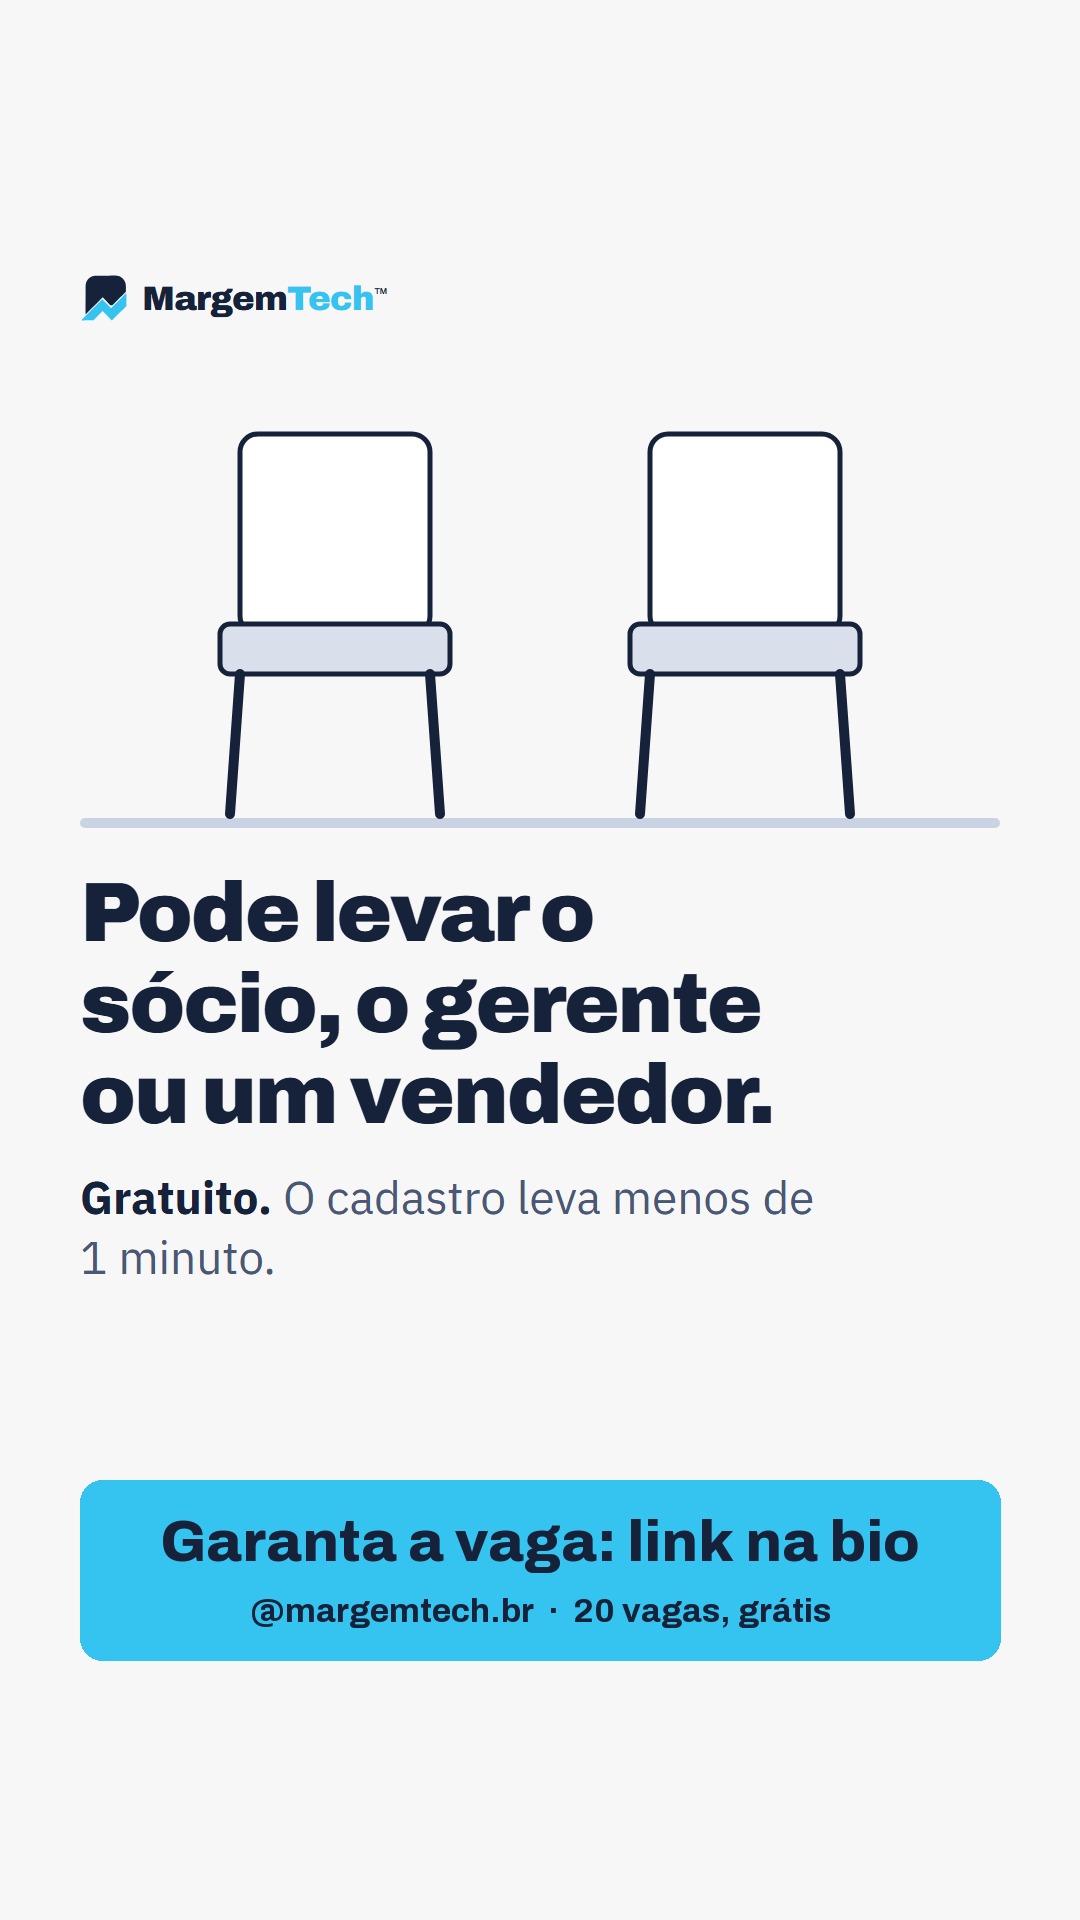 MargemTech™
Pode levar o
sócio, o gerente
ou um vendedor.
Gratuito. O cadastro leva menos de
1 minuto.
Garanta a vaga: link na bio
@margemtech.br · 20 vagas, grátis